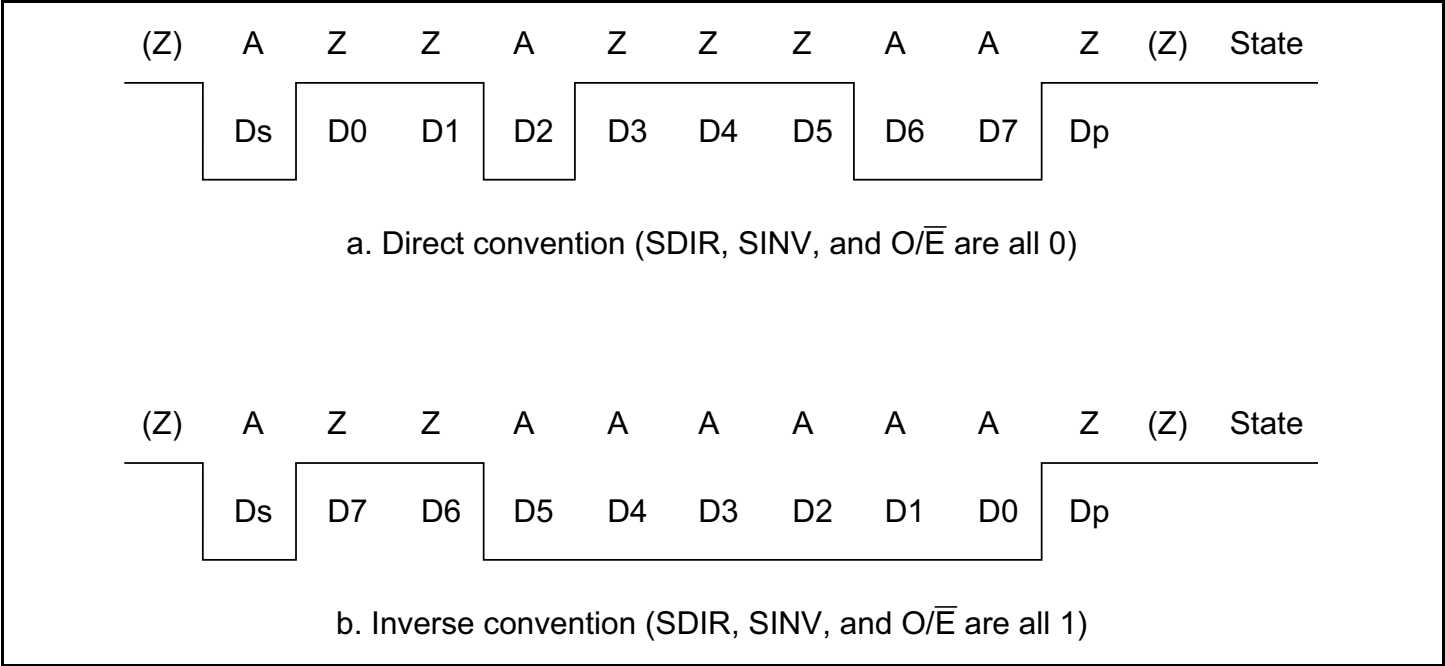 (Z) A Z Z A Z Z Z A A Z (Z) State
Ds D0 D1 D2 D3 D4 D5 D6 D7 Dp
a. Direct convention (SDIR, SINV, and O/E̅ are all 0)
(Z) A Z Z A A A A A A Z (Z) State
Ds D7 D6 D5 D4 D3 D2 D1 D0 Dp
b. Inverse convention (SDIR, SINV, and O/E̅ are all 1)